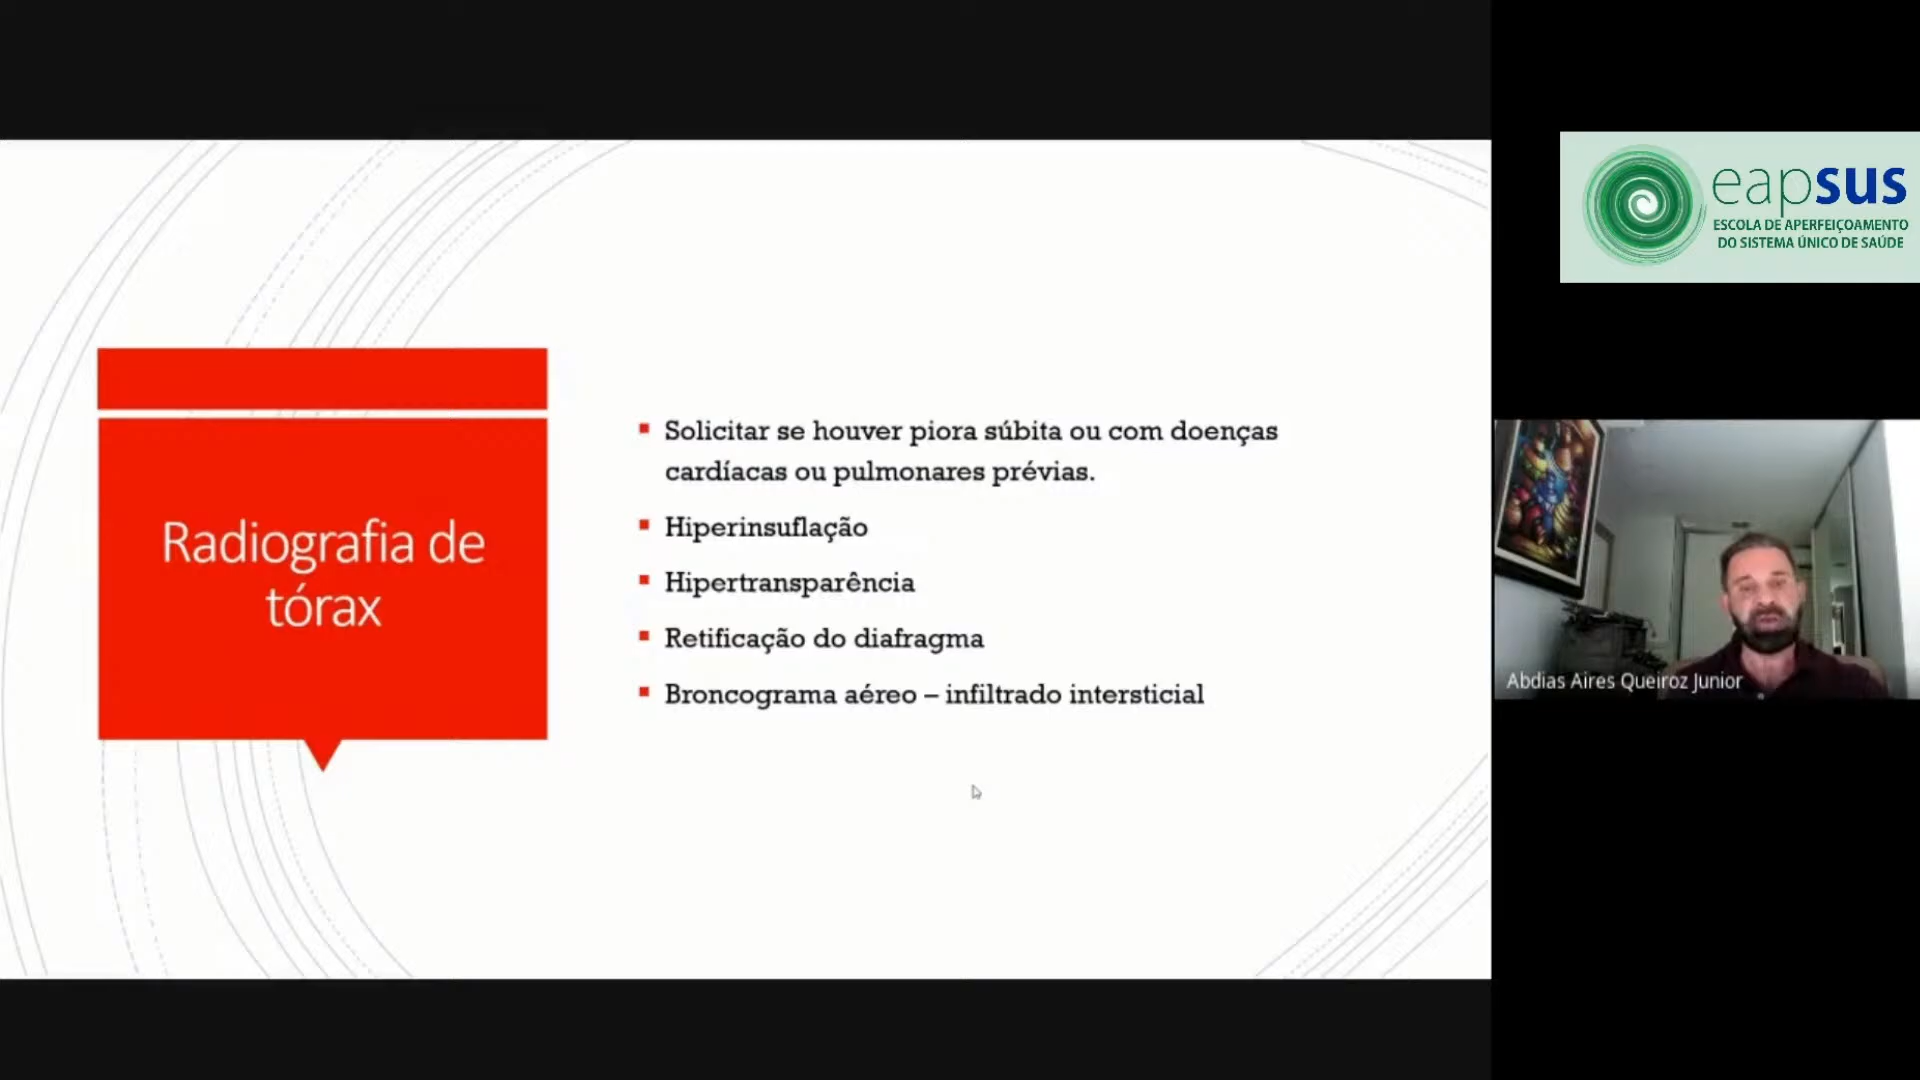 Radiografia de
tórax
Solicitar se houver piora súbita ou com doenças
cardíacas ou pulmonares prévias.
Hiperinsuflação
Hipertransparência
Retificação do diafragma
Broncograma aéreo – infiltrado intersticial
eapsus
ESCOLA DE APERFEIÇOAMENTO
DO SISTEMA ÚNICO DE SAÚDE
Abdias Aires Queiroz Junior